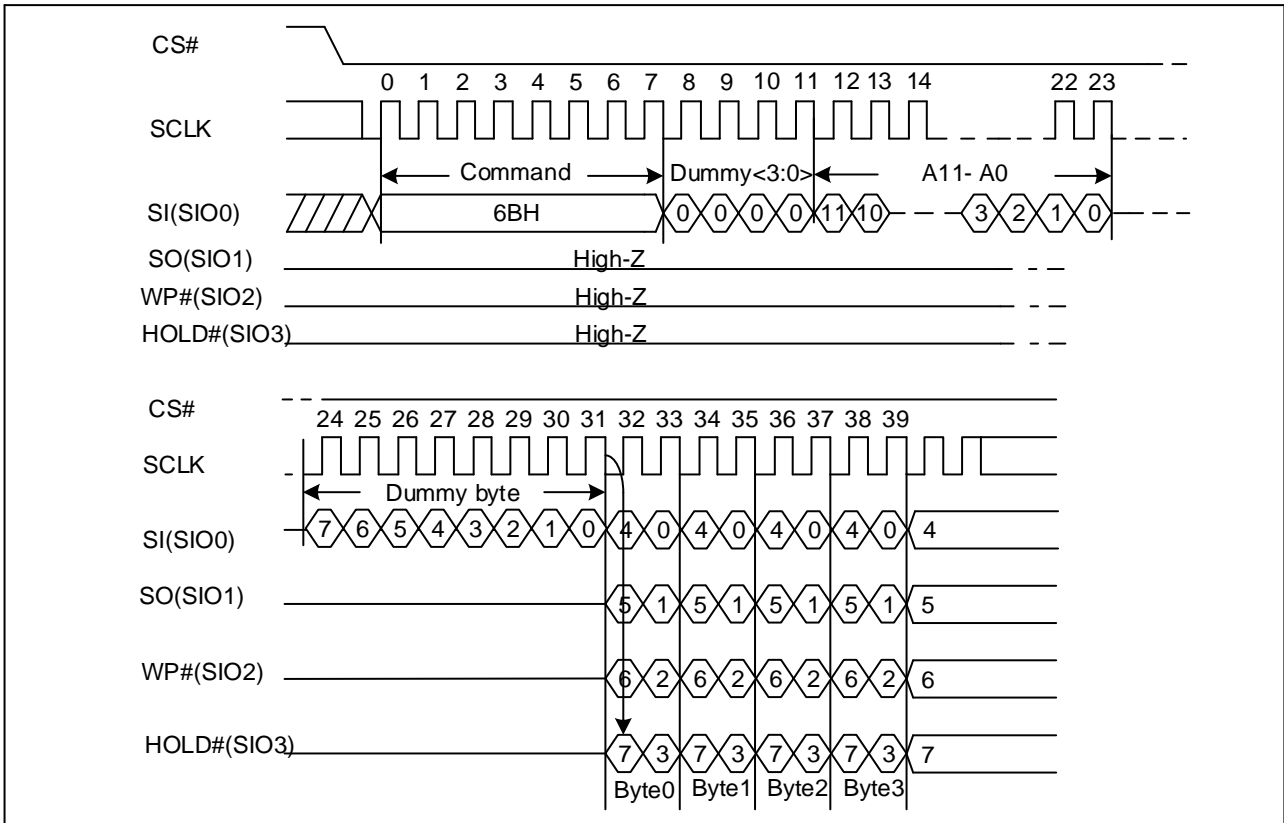 CS#
0 1 2 3 4 5 6 7 8 9 10 11 12 13 14 22 23
SCLK
Command Dummy<3:0> A11- A0
SI(SIO0) 6BH 0 0 0 0 11 10 3 2 1 0
SO(SIO1) High-Z
WP#(SIO2) High-Z
HOLD#(SIO3) High-Z
CS#
24 25 26 27 28 29 30 31 32 33 34 35 36 37 38 39
SCLK
Dummy byte
SI(SIO0) 7 6 5 4 3 2 1 0 4 0 4 0 4 0 4 0 4
SO(SIO1) 5 1 5 1 5 1 5 1 5
WP#(SIO2) 6 2 6 2 6 2 6 2 6
HOLD#(SIO3) 7 3 7 3 7 3 7 3 7
Byte0 Byte1 Byte2 Byte3